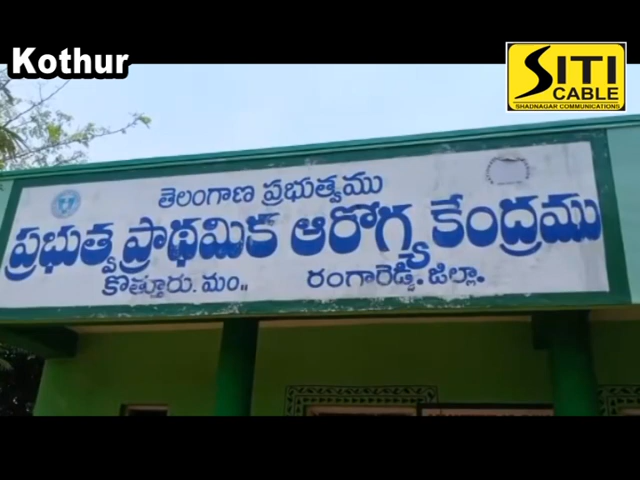 Kothur
SITI
CABLE
SHADNAGAR COMMUNICATIONS
తెలంగాణ ప్రభుత్వము
ప్రభుత్వ ప్రాథమిక ఆరోగ్య కేంద్రము
కొత్తూరు. మం,, రంగారెడ్డి. జిల్లా.